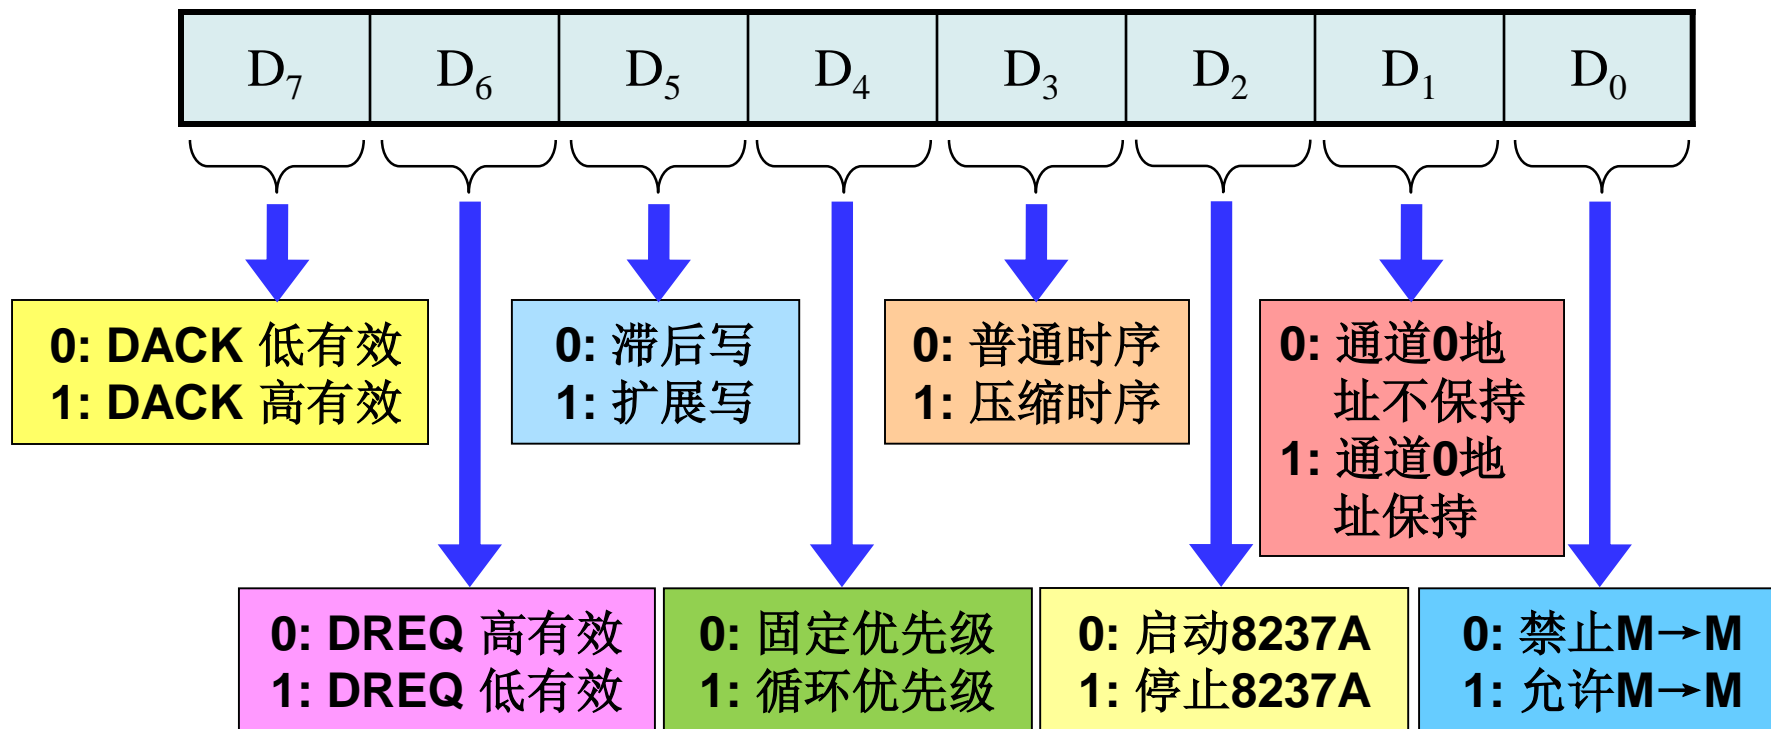 D₇ D₆ D₅ D₄ D₃ D₂ D₁ D₀
0: DACK 低有效
1: DACK 高有效
0: 滞后写
1: 扩展写
0: 普通时序
1: 压缩时序
0: 通道0地
址不保持
1: 通道0地
址保持
0: DREQ 高有效
1: DREQ 低有效
0: 固定优先级
1: 循环优先级
0: 启动8237A
1: 停止8237A
0: 禁止M→M
1: 允许M→M